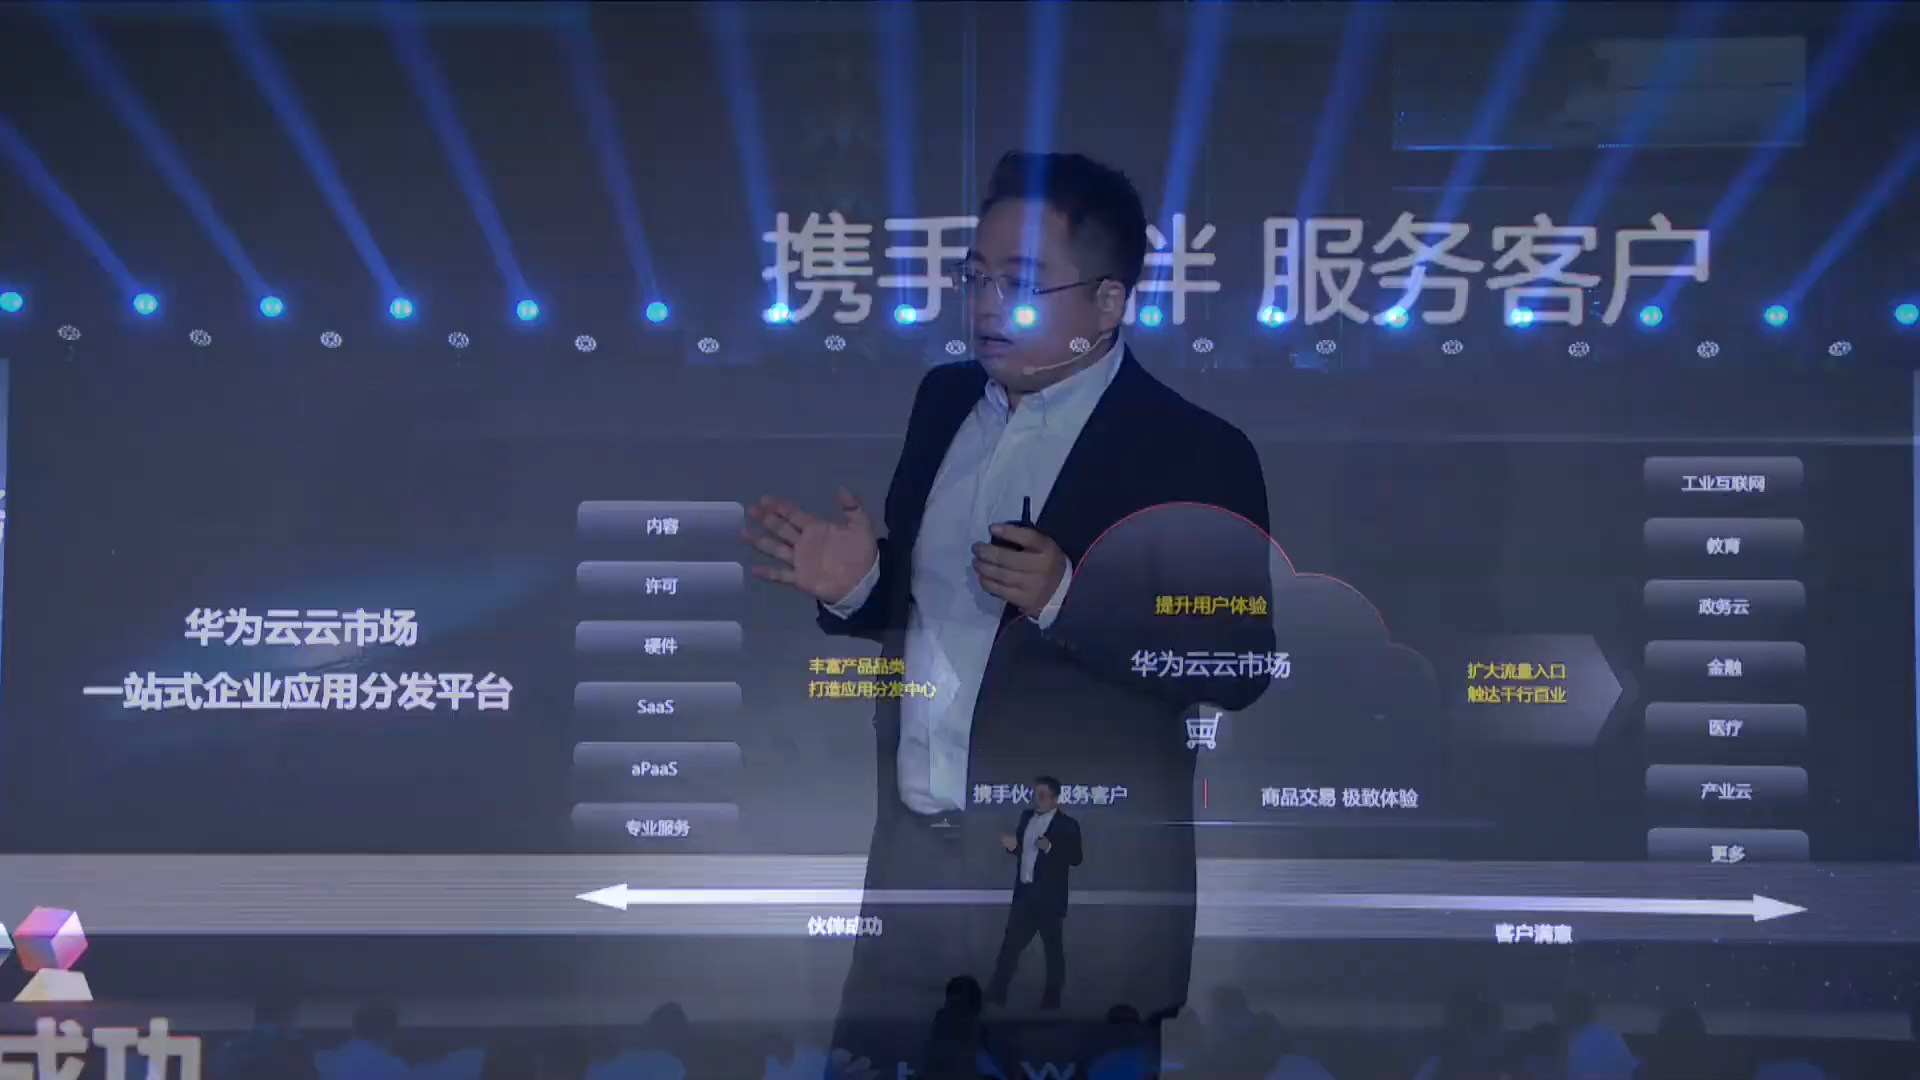 携手 伴 服务客户
华为云云市场
一站式企业应用分发平台
内容
许可
硬件
SaaS
aPaaS
专业服务
丰富产品品类
打造应用分发中心
提升用户体验
华为云云市场
携手伙 服务客户
商品交易 极致体验
扩大流量入口
触达千行百业
工业互联网
教育
政务云
金融
医疗
产业云
更多
伙伴成功
客户满意
成功